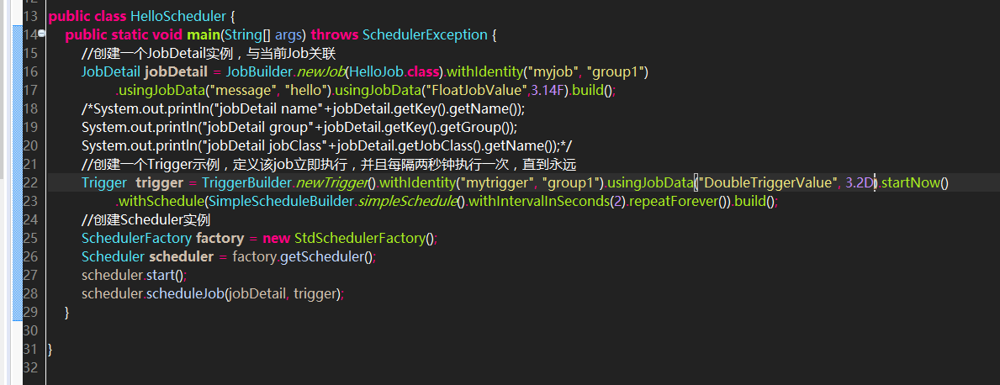 12
13 public class HelloScheduler {
14 public static void main(String[] args) throws SchedulerException {
15 //创建一个JobDetail实例，与当前Job关联
16 JobDetail jobDetail = JobBuilder.newJob(HelloJob.class).withIdentity("myjob", "group1")
17 .usingJobData("message", "hello").usingJobData("FloatJobValue",3.14F).build();
18 /*System.out.println("jobDetail name"+jobDetail.getKey().getName());
19 System.out.println("jobDetail group"+jobDetail.getKey().getGroup());
20 System.out.println("jobDetail jobClass"+jobDetail.getJobClass().getName());*/
21 //创建一个Trigger示例，定义该job立即执行，并且每隔两秒钟执行一次，直到永远
22 Trigger  trigger = TriggerBuilder.newTrigger().withIdentity("mytrigger", "group1").usingJobData("DoubleTriggerValue", 3.2D).startNow()
23 .withSchedule(SimpleScheduleBuilder.simpleSchedule().withIntervalInSeconds(2).repeatForever()).build();
24 //创建Scheduler实例
25 SchedulerFactory factory = new StdSchedulerFactory();
26 Scheduler scheduler = factory.getScheduler();
27 scheduler.start();
28 scheduler.scheduleJob(jobDetail, trigger);
29 }
30
31 }
32